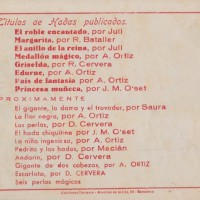 Títulos de Hadas publicados.
El roble encantado, por Juli
Margarita, por R. Bataller
El anillo de la reina, por Juli
Medallón mágico, por A. Ortiz
Griselda, por R. Cervera
Edurne, por A. Ortiz
País de fantasía por A. Ortiz
Princesa muñeca, por J. M. O'set
PROXIMAMENTE
El gigante, la dama y el trovador, por Saura
La flor negra, por A. Ortiz
Las perlas, por D. Cervera
El hada chiquitina por J. M. O'set
La niña ingeniosa, por A. Ortiz
Pedrito y las hadas, por Macián
Andarín, por D. Cervera
Gigante de dos cabezas, por A. ORTIZ
Escarlata, por D. CERVERA
Seis perlas mágicas